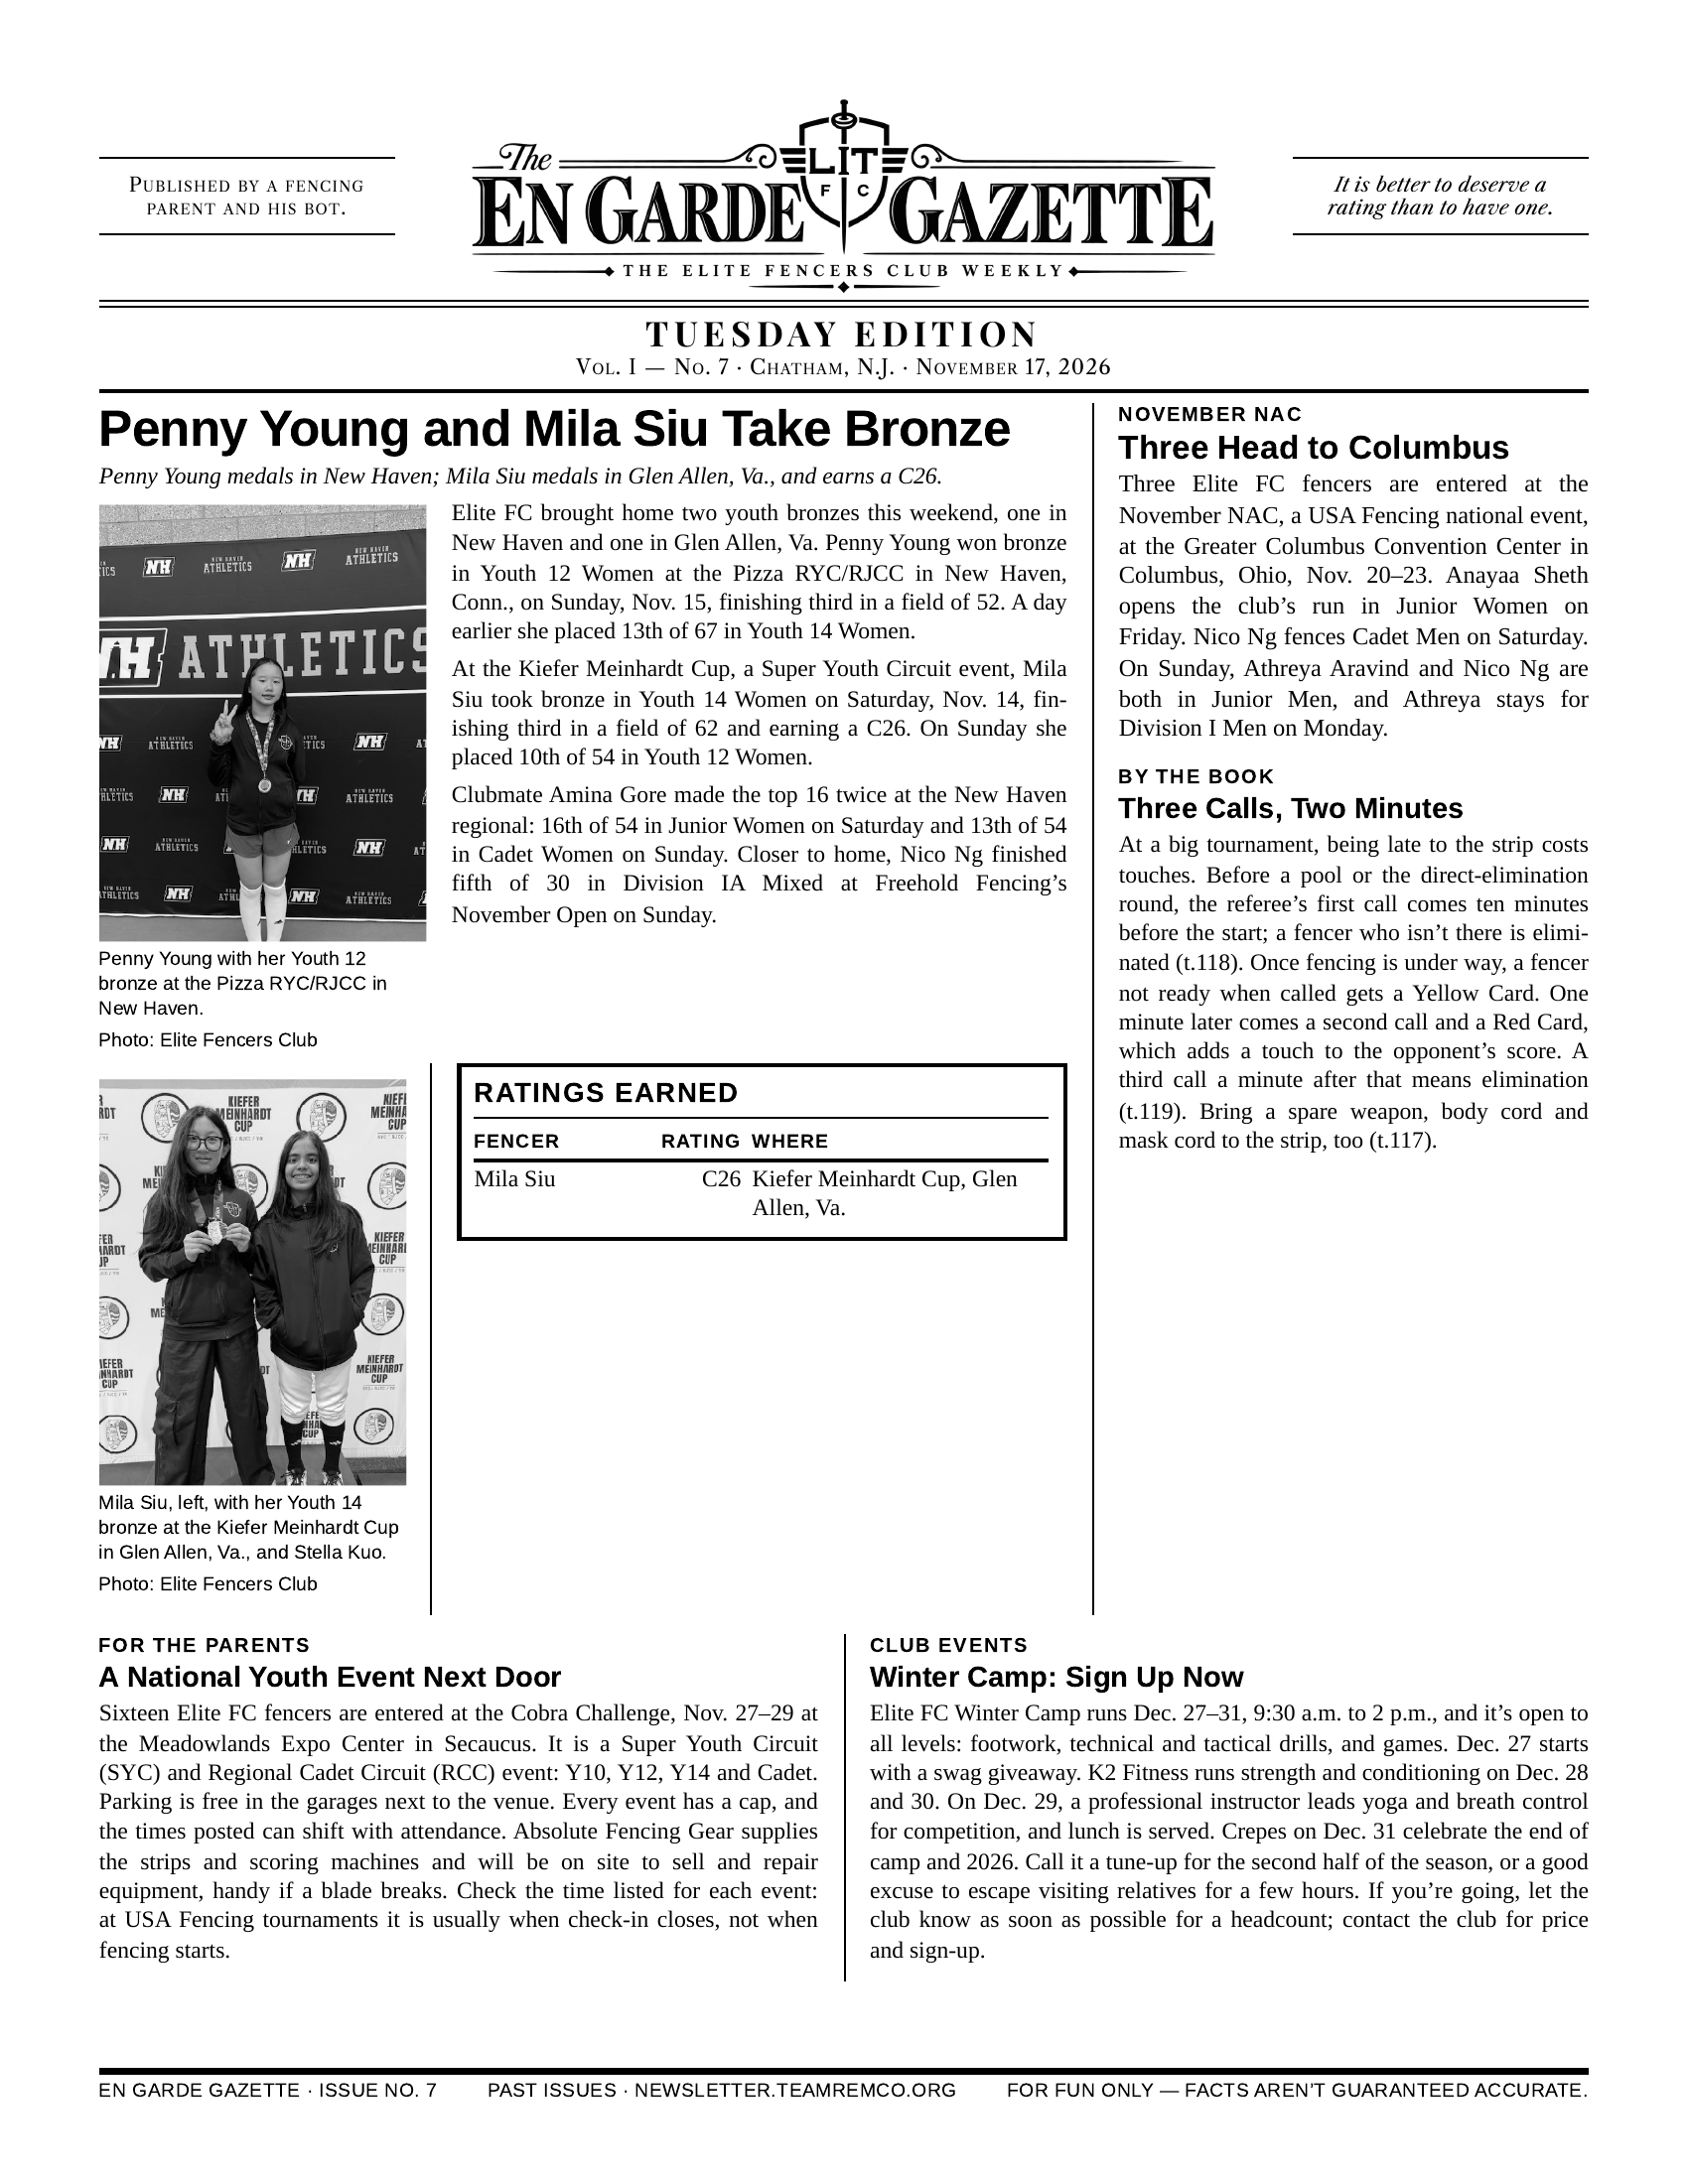 PUBLISHED BY A FENCING
PARENT AND HIS BOT.
The
EN GARDE GAZETTE
LIT
F C
THE ELITE FENCERS CLUB WEEKLY
It is better to deserve a
rating than to have one.
TUESDAY EDITION
VOL. I — NO. 7 · CHATHAM, N.J. · NOVEMBER 17, 2026
Penny Young and Mila Siu Take Bronze
Penny Young medals in New Haven; Mila Siu medals in Glen Allen, Va., and earns a C26.
NH
NEW HAVEN
ATHLETICS
ATHLETICS
Penny Young with her Youth 12
bronze at the Pizza RYC/RJCC in
New Haven.
Photo: Elite Fencers Club
Elite FC brought home two youth bronzes this weekend, one in
New Haven and one in Glen Allen, Va. Penny Young won bronze
in Youth 12 Women at the Pizza RYC/RJCC in New Haven,
Conn., on Sunday, Nov. 15, finishing third in a field of 52. A day
earlier she placed 13th of 67 in Youth 14 Women.
At the Kiefer Meinhardt Cup, a Super Youth Circuit event, Mila
Siu took bronze in Youth 14 Women on Saturday, Nov. 14, fin-
ishing third in a field of 62 and earning a C26. On Sunday she
placed 10th of 54 in Youth 12 Women.
Clubmate Amina Gore made the top 16 twice at the New Haven
regional: 16th of 54 in Junior Women on Saturday and 13th of 54
in Cadet Women on Sunday. Closer to home, Nico Ng finished
fifth of 30 in Division IA Mixed at Freehold Fencing’s
November Open on Sunday.
KIEFER
MEINHARDT
CUP
Mila Siu, left, with her Youth 14
bronze at the Kiefer Meinhardt Cup
in Glen Allen, Va., and Stella Kuo.
Photo: Elite Fencers Club
RATINGS EARNED
FENCER RATING WHERE
Mila Siu C26 Kiefer Meinhardt Cup, Glen
Allen, Va.
NOVEMBER NAC
Three Head to Columbus
Three Elite FC fencers are entered at the
November NAC, a USA Fencing national event,
at the Greater Columbus Convention Center in
Columbus, Ohio, Nov. 20–23. Anayaa Sheth
opens the club’s run in Junior Women on
Friday. Nico Ng fences Cadet Men on Saturday.
On Sunday, Athreya Aravind and Nico Ng are
both in Junior Men, and Athreya stays for
Division I Men on Monday.
BY THE BOOK
Three Calls, Two Minutes
At a big tournament, being late to the strip costs
touches. Before a pool or the direct-elimination
round, the referee’s first call comes ten minutes
before the start; a fencer who isn’t there is elimi-
nated (t.118). Once fencing is under way, a fencer
not ready when called gets a Yellow Card. One
minute later comes a second call and a Red Card,
which adds a touch to the opponent’s score. A
third call a minute after that means elimination
(t.119). Bring a spare weapon, body cord and
mask cord to the strip, too (t.117).
FOR THE PARENTS
A National Youth Event Next Door
Sixteen Elite FC fencers are entered at the Cobra Challenge, Nov. 27–29 at
the Meadowlands Expo Center in Secaucus. It is a Super Youth Circuit
(SYC) and Regional Cadet Circuit (RCC) event: Y10, Y12, Y14 and Cadet.
Parking is free in the garages next to the venue. Every event has a cap, and
the times posted can shift with attendance. Absolute Fencing Gear supplies
the strips and scoring machines and will be on site to sell and repair
equipment, handy if a blade breaks. Check the time listed for each event:
at USA Fencing tournaments it is usually when check-in closes, not when
fencing starts.
CLUB EVENTS
Winter Camp: Sign Up Now
Elite FC Winter Camp runs Dec. 27–31, 9:30 a.m. to 2 p.m., and it’s open to
all levels: footwork, technical and tactical drills, and games. Dec. 27 starts
with a swag giveaway. K2 Fitness runs strength and conditioning on Dec. 28
and 30. On Dec. 29, a professional instructor leads yoga and breath control
for competition, and lunch is served. Crepes on Dec. 31 celebrate the end of
camp and 2026. Call it a tune-up for the second half of the season, or a good
excuse to escape visiting relatives for a few hours. If you’re going, let the
club know as soon as possible for a headcount; contact the club for price
and sign-up.
EN GARDE GAZETTE · ISSUE NO. 7 PAST ISSUES · NEWSLETTER.TEAMREMCO.ORG FOR FUN ONLY — FACTS AREN’T GUARANTEED ACCURATE.